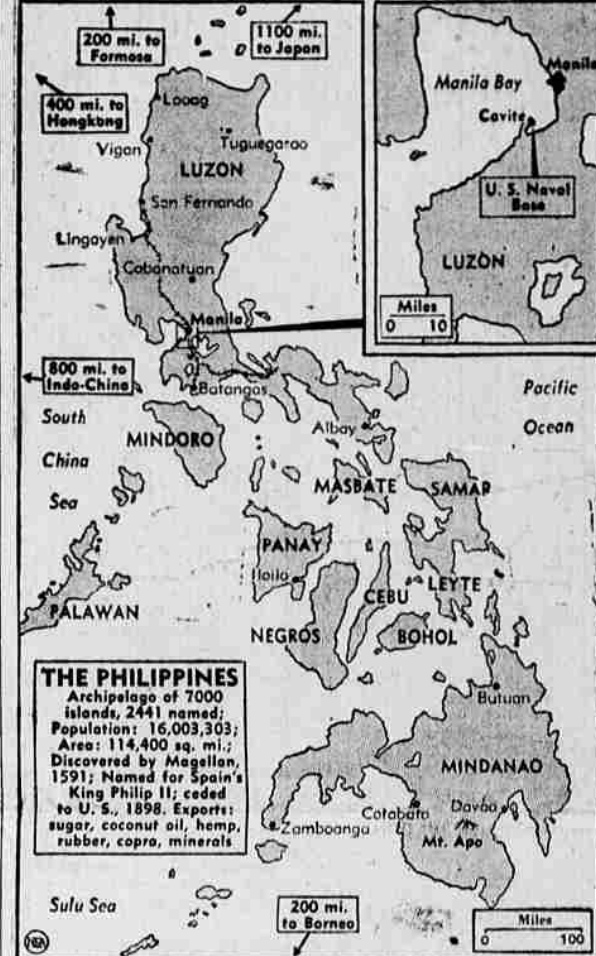 200 mi. to
Formosa
1100 mi.
to Japan
400 mi. to
Hongkong
Laoag
Vigan
Tuguegarao
LUZON
San Fernando
Lingayen
Cabanatuan
Manila
800 mi. to
Indo-China
Batangas
South
China
Sea
MINDORO
Albay
Pacific
Ocean
MASBATE
SAMAR
PANAY
Iloilo
CEBU
LEYTE
PALAWAN
NEGROS
BOHOL
THE PHILIPPINES
Archipelago of 7000
islands, 2441 named;
Population: 16,003,303;
Area: 114,400 sq. mi.;
Discovered by Magellan,
1591; Named for Spain's
King Philip II; ceded
to U. S., 1898. Exports:
sugar, coconut oil, hemp,
rubber, copra, minerals
Butuan
MINDANAO
Cotabato
Davao
Zamboanga
Mt. Apo
Sulu Sea
200 mi.
to Borneo
Miles
0 100
NEA
Manila
Manila Bay
Cavite
U. S. Naval
Base
LUZON
Miles
0 10